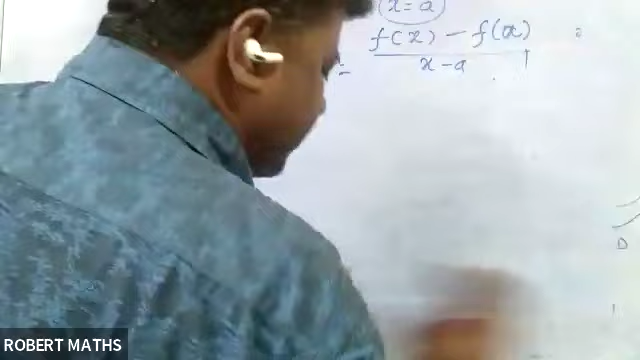 (x = a)
f(x) - f(a)
x - a
D
ROBERT MATHS